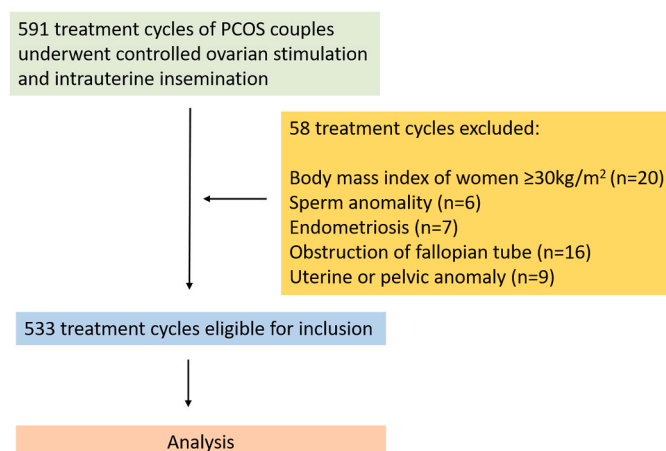 591 treatment cycles of PCOS couples
underwent controlled ovarian stimulation
and intrauterine insemination
58 treatment cycles excluded:
Body mass index of women ≥30kg/m² (n=20)
Sperm anomality (n=6)
Endometriosis (n=7)
Obstruction of fallopian tube (n=16)
Uterine or pelvic anomaly (n=9)
533 treatment cycles eligible for inclusion
Analysis